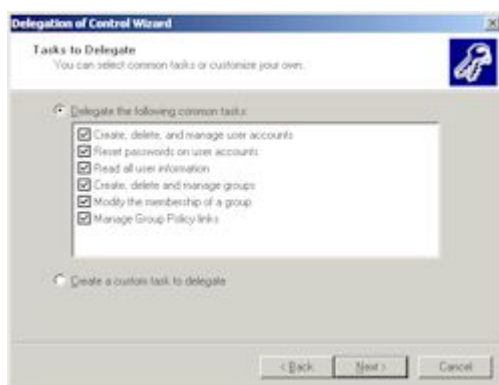 Delegation of Control Wizard
Tasks to Delegate
You can select common tasks or customize your own.
Delegate the following common tasks:
Create, delete, and manage user accounts
Reset passwords on user accounts
Read all user information
Create, delete and manage groups
Modify the membership of a group
Manage Group Policy links
Create a custom task to delegate
< Back
Next >
Cancel